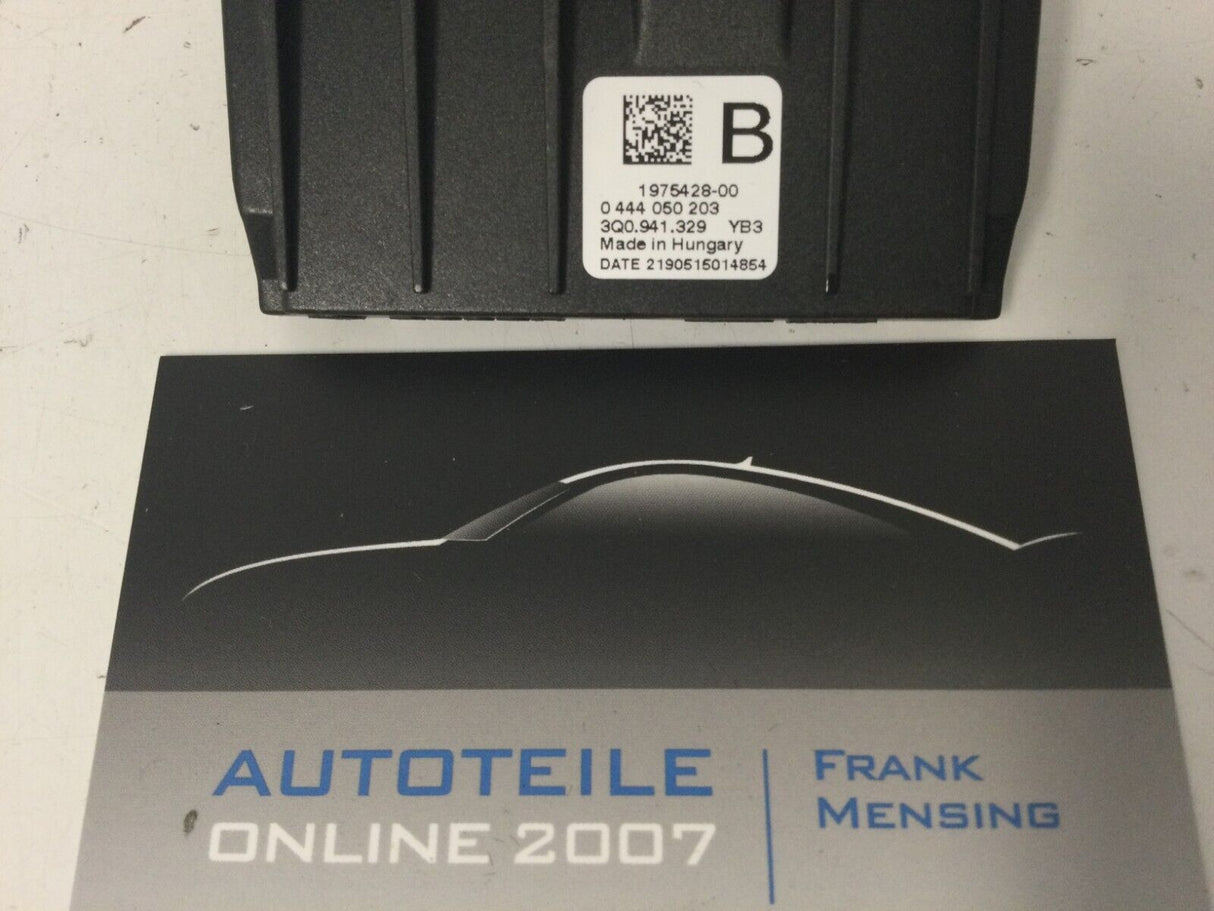 B
1975428-00
0 444 050 203
3Q0.941.329 YB3
Made in Hungary
DATE 2190515014854
AUTOTEILE
ONLINE 2007
FRANK
MENSING